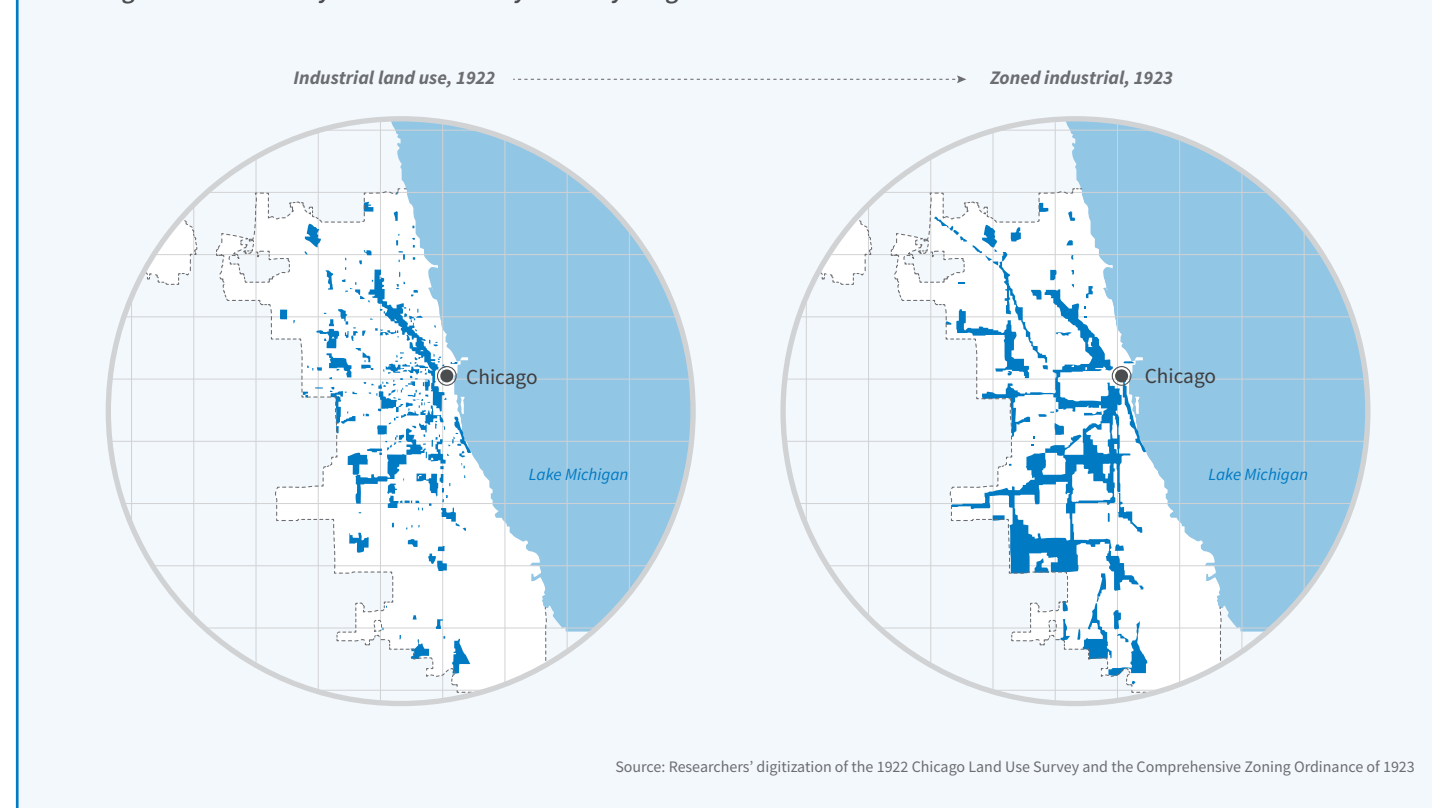 Industrial land use, 1922
Zoned industrial, 1923
Chicago
Chicago
Lake Michigan
Lake Michigan
Source: Researchers’ digitization of the 1922 Chicago Land Use Survey and the Comprehensive Zoning Ordinance of 1923